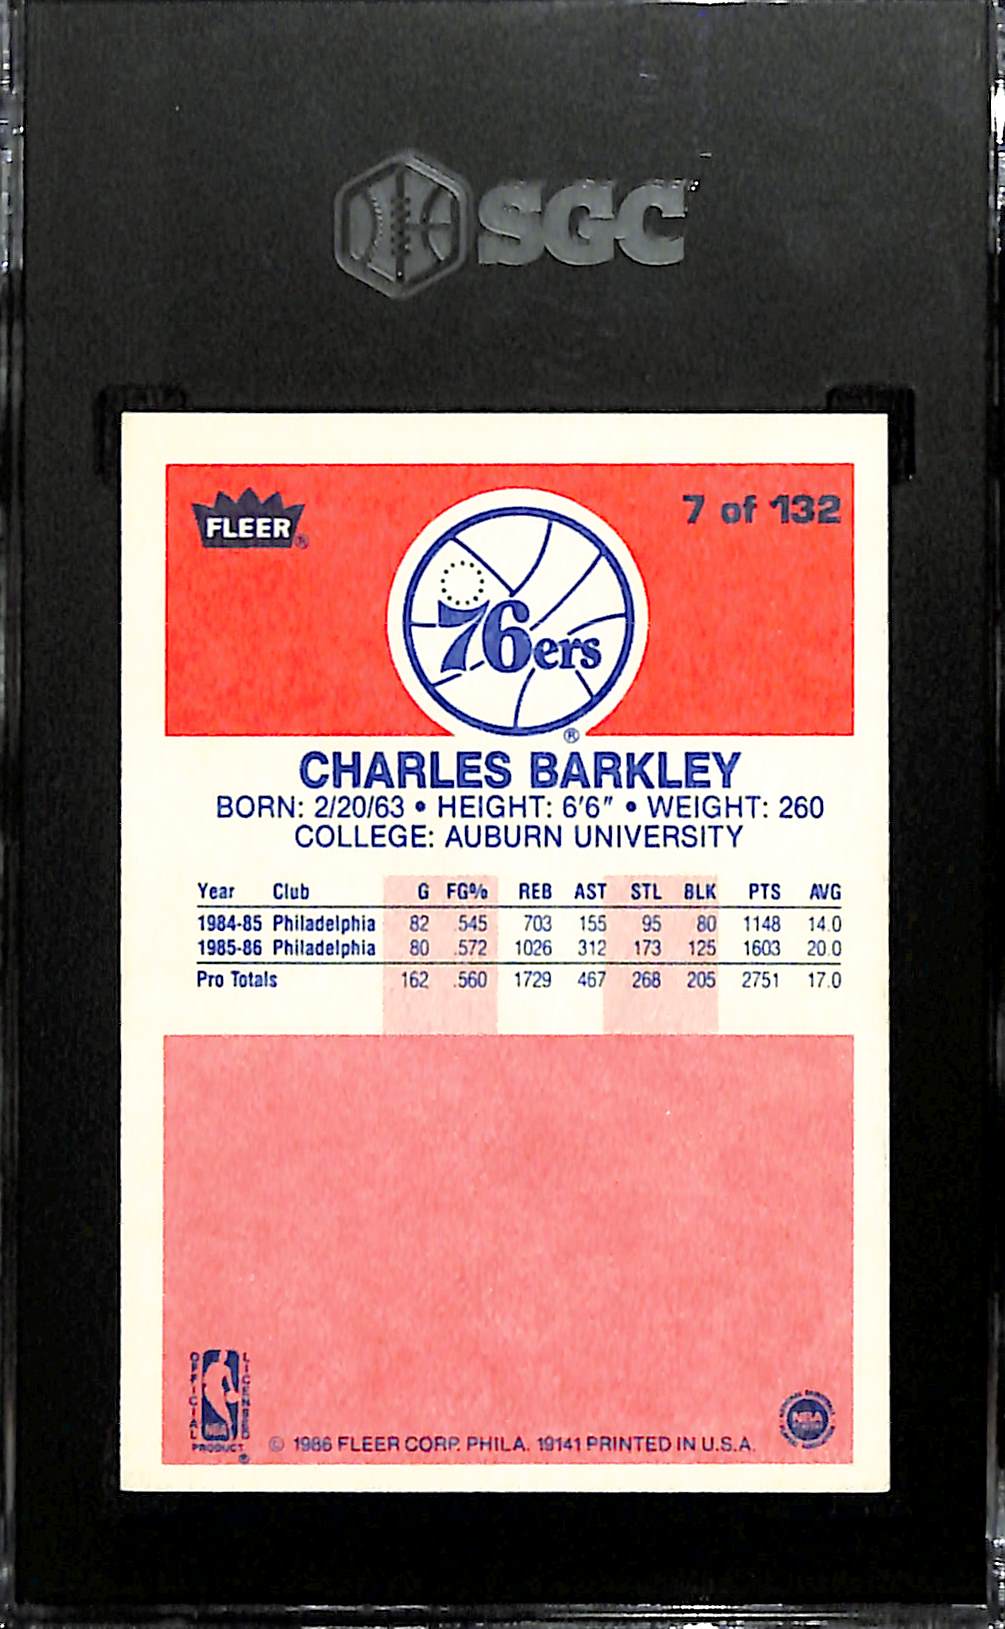 SGC
FLEER®
7 of 132
76ers
®
CHARLES BARKLEY
BORN: 2/20/63 • HEIGHT: 6'6" • WEIGHT: 260
COLLEGE: AUBURN UNIVERSITY
Year Club G FG% REB AST STL BLK PTS AVG
1984-85 Philadelphia 82 .545 703 155 95 80 1148 14.0
1985-86 Philadelphia 80 .572 1026 312 173 125 1603 20.0
Pro Totals 162 .560 1729 467 268 205 2751 17.0
OFFICIAL
LICENSED
NBA
PRODUCT
®
© 1986 FLEER CORP. PHILA. 19141 PRINTED IN U.S.A.
NBA